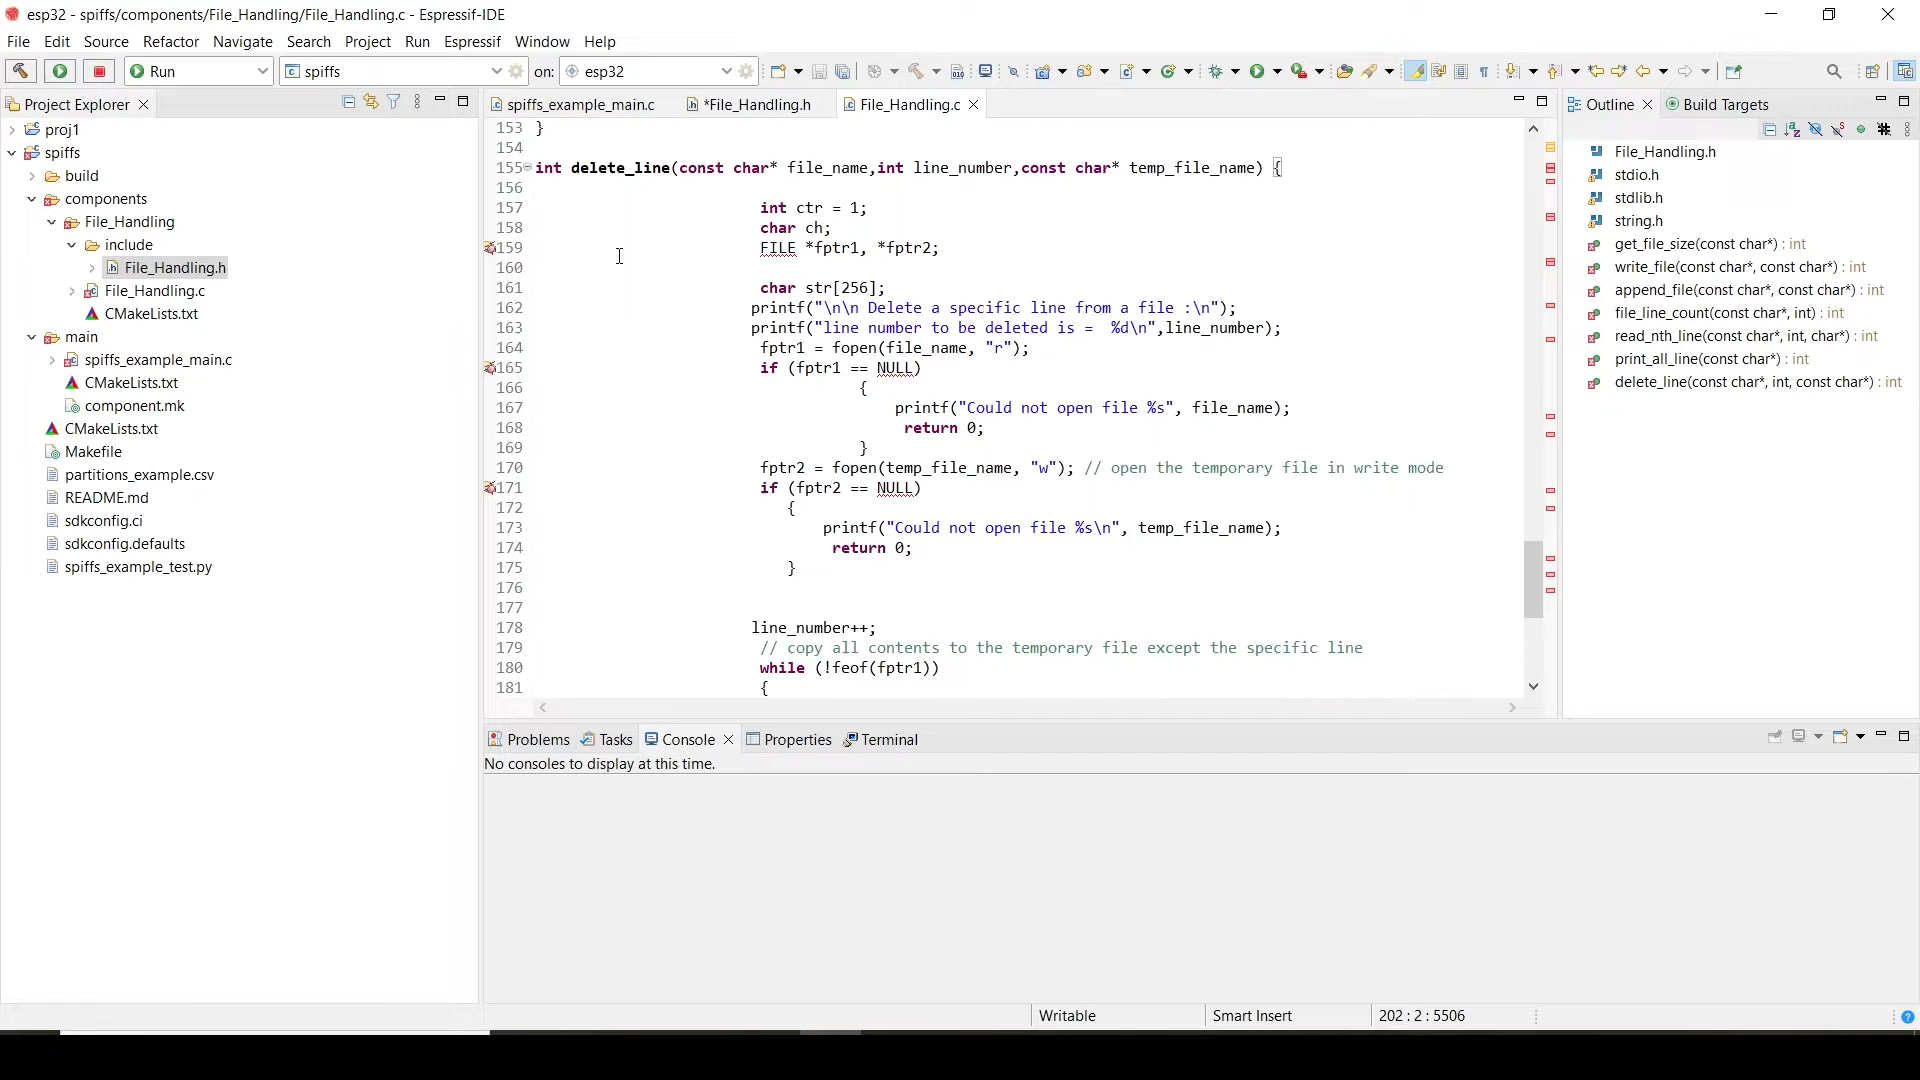 esp32 - spiffs/components/File_Handling/File_Handling.c - Espressif-IDE
File Edit Source Refactor Navigate Search Project Run Espressif Window Help
Run spiffs on: esp32
Project Explorer
proj1
spiffs
build
components
File_Handling
include
File_Handling.h
File_Handling.c
CMakeLists.txt
main
spiffs_example_main.c
CMakeLists.txt
component.mk
CMakeLists.txt
Makefile
partitions_example.csv
README.md
sdkconfig.ci
sdkconfig.defaults
spiffs_example_test.py
spiffs_example_main.c *File_Handling.h File_Handling.c
153 }
154
155 int delete_line(const char* file_name,int line_number,const char* temp_file_name) {
156
157 int ctr = 1;
158 char ch;
159 FILE *fptr1, *fptr2;
160
161 char str[256];
162 printf("\n\n Delete a specific line from a file :\n");
163 printf("line number to be deleted is =  %d\n",line_number);
164 fptr1 = fopen(file_name, "r");
165 if (fptr1 == NULL)
166 {
167 printf("Could not open file %s", file_name);
168 return 0;
169 }
170 fptr2 = fopen(temp_file_name, "w"); // open the temporary file in write mode
171 if (fptr2 == NULL)
172 {
173 printf("Could not open file %s\n", temp_file_name);
174 return 0;
175 }
176
177
178 line_number++;
179 // copy all contents to the temporary file except the specific line
180 while (!feof(fptr1))
181 {
Outline Build Targets
File_Handling.h
stdio.h
stdlib.h
string.h
get_file_size(const char*) : int
write_file(const char*, const char*) : int
append_file(const char*, const char*) : int
file_line_count(const char*, int) : int
read_nth_line(const char*, int, char*) : int
print_all_line(const char*) : int
delete_line(const char*, int, const char*) : int
Problems Tasks Console Properties Terminal
No consoles to display at this time.
Writable Smart Insert 202 : 2 : 5506